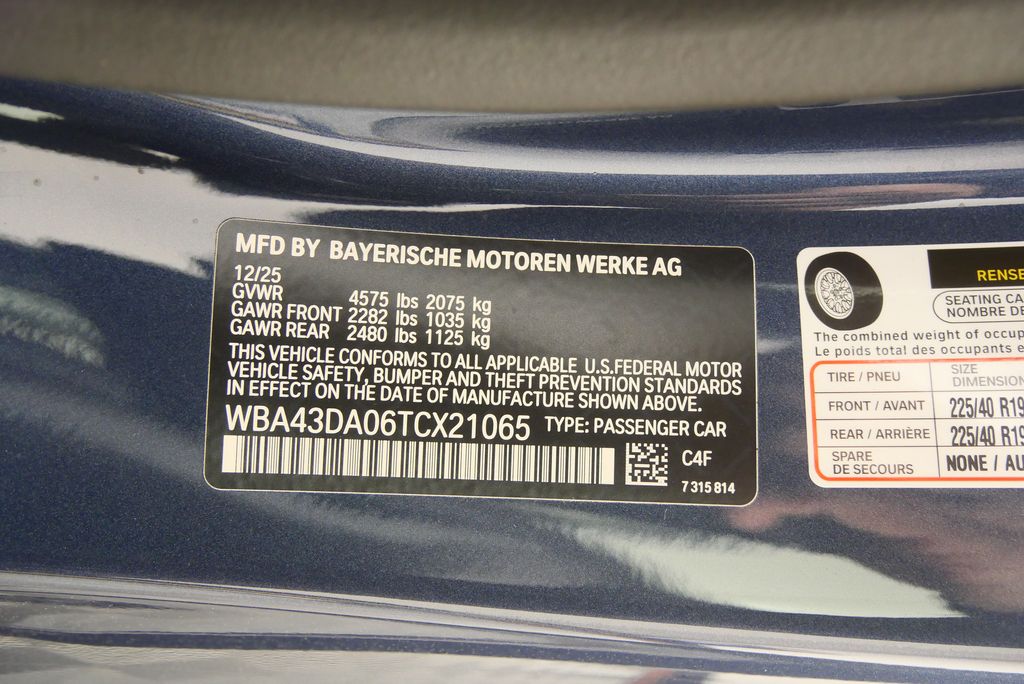 MFD BY BAYERISCHE MOTOREN WERKE AG
12/25
GVWR 4575 lbs 2075 kg
GAWR FRONT 2282 lbs 1035 kg
GAWR REAR 2480 lbs 1125 kg
THIS VEHICLE CONFORMS TO ALL APPLICABLE U.S.FEDERAL MOTOR
VEHICLE SAFETY, BUMPER AND THEFT PREVENTION STANDARDS
IN EFFECT ON THE DATE OF MANUFACTURE SHOWN ABOVE.
WBA43DA06TCX21065 TYPE: PASSENGER CAR
C4F
7 315 814
RENSE
SEATING CA
NOMBRE DE
The combined weight of occup
Le poids total des occupants e
TIRE / PNEU SIZE
DIMENSION
FRONT / AVANT 225/40 R19
REAR / ARRIÈRE 225/40 R19
SPARE
DE SECOURS NONE / AU